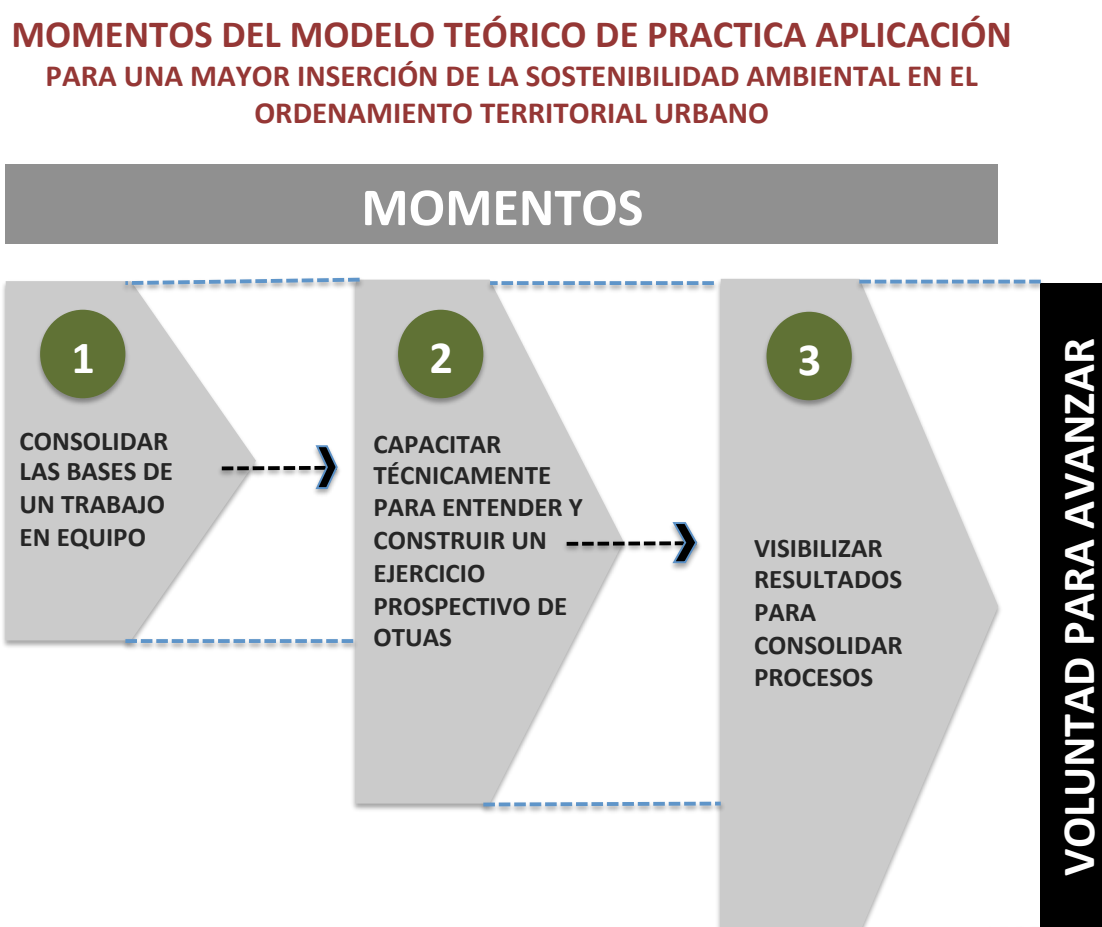 MOMENTOS DEL MODELO TEÓRICO DE PRACTICA APLICACIÓN
PARA UNA MAYOR INSERCIÓN DE LA SOSTENIBILIDAD AMBIENTAL EN EL
ORDENAMIENTO TERRITORIAL URBANO
MOMENTOS
1
CONSOLIDAR
LAS BASES DE
UN TRABAJO
EN EQUIPO
2
CAPACITAR
TÉCNICAMENTE
PARA ENTENDER Y
CONSTRUIR UN
EJERCICIO
PROSPECTIVO DE
OTUAS
3
VISIBILIZAR
RESULTADOS
PARA
CONSOLIDAR
PROCESOS
VOLUNTAD PARA AVANZAR